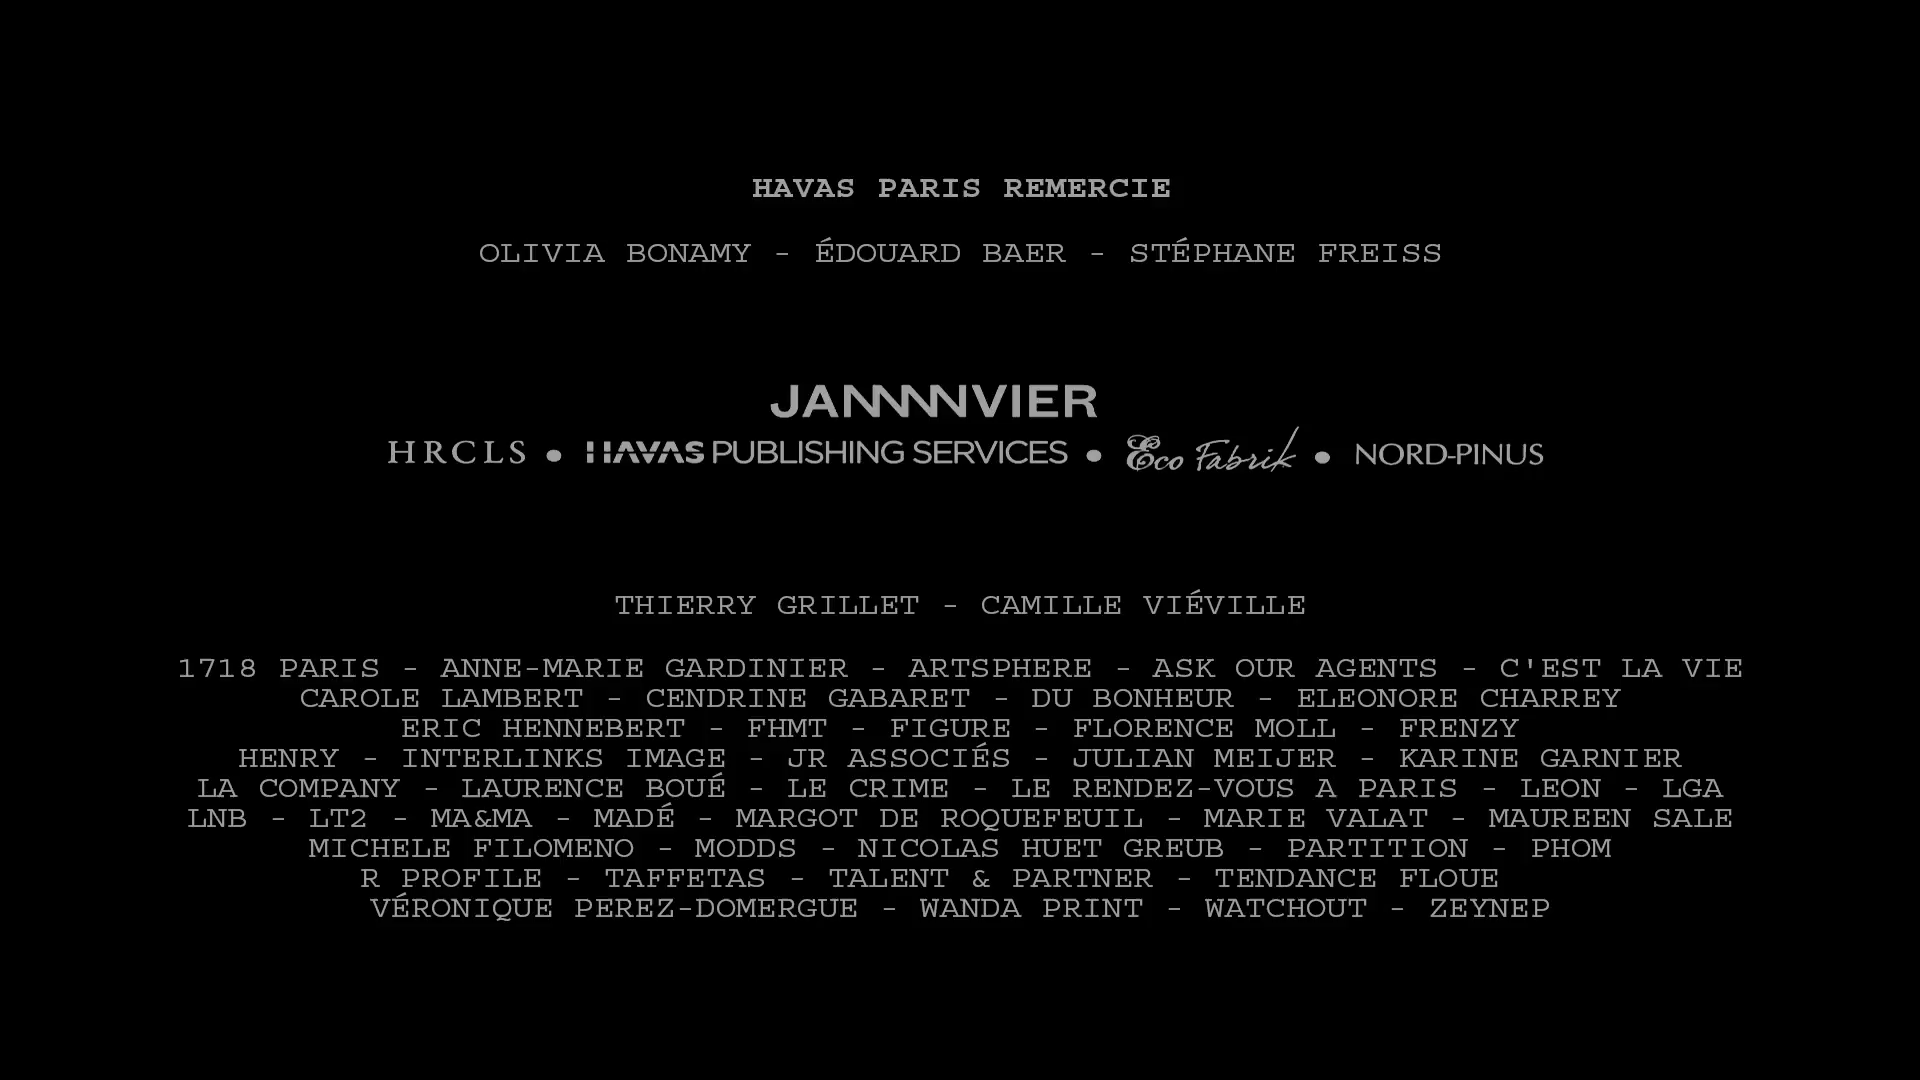 HAVAS PARIS REMERCIE
OLIVIA BONAMY - ÉDOUARD BAER - STÉPHANE FREISS
JANNNNVIER
HRCLS • HAVAS PUBLISHING SERVICES • Eco Fabrik • NORD-PINUS
THIERRY GRILLET - CAMILLE VIÉVILLE
1718 PARIS - ANNE-MARIE GARDINIER - ARTSPHERE - ASK OUR AGENTS - C'EST LA VIE
CAROLE LAMBERT - CENDRINE GABARET - DU BONHEUR - ELEONORE CHARREY
ERIC HENNEBERT - FHMT - FIGURE - FLORENCE MOLL - FRENZY
HENRY - INTERLINKS IMAGE - JR ASSOCIÉS - JULIAN MEIJER - KARINE GARNIER
LA COMPANY - LAURENCE BOUÉ - LE CRIME - LE RENDEZ-VOUS A PARIS - LEON - LGA
LNB - LT2 - MA&MA - MADÉ - MARGOT DE ROQUEFEUIL - MARIE VALAT - MAUREEN SALE
MICHELE FILOMENO - MODDS - NICOLAS HUET GREUB - PARTITION - PHOM
R PROFILE - TAFFETAS - TALENT & PARTNER - TENDANCE FLOUE
VÉRONIQUE PEREZ-DOMERGUE - WANDA PRINT - WATCHOUT - ZEYNEP